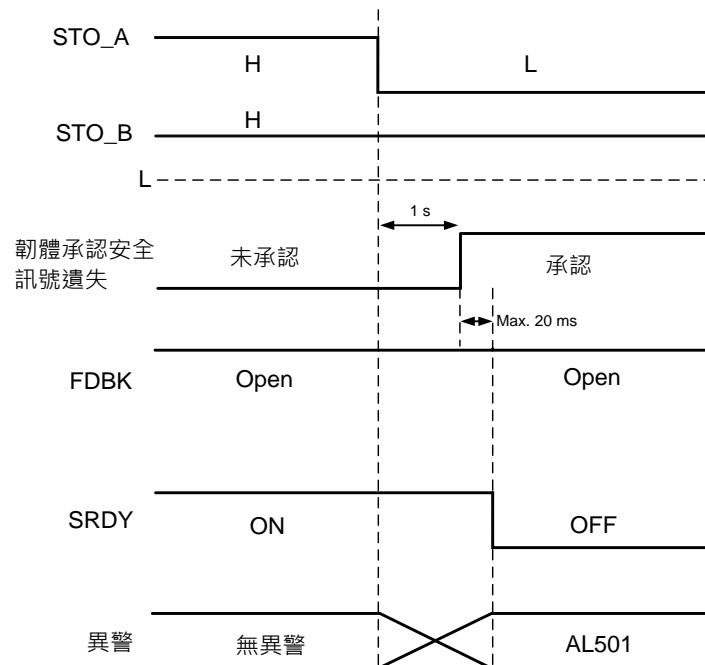 STO_A
H
L
STO_B
H
L
1 s
韌體承認安全
訊號遺失
未承認
承認
Max. 20 ms
FDBK
Open
Open
SRDY
ON
OFF
異警
無異警
AL501